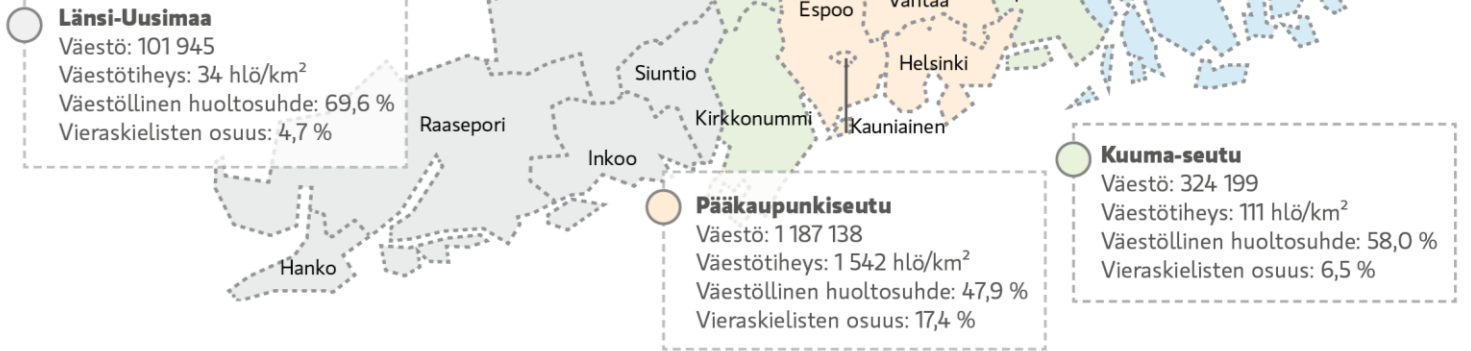 Länsi-Uusimaa
Väestö: 101 945
Väestötiheys: 34 hlö/km²
Väestöllinen huoltosuhde: 69,6 %
Vieraskielisten osuus: 4,7 %
Espoo
Vantaa
Helsinki
Siuntio
Kirkkonummi
Kauniainen
Raasepori
Inkoo
Hanko
Pääkaupunkiseutu
Väestö: 1 187 138
Väestötiheys: 1 542 hlö/km²
Väestöllinen huoltosuhde: 47,9 %
Vieraskielisten osuus: 17,4 %
Kuuma-seutu
Väestö: 324 199
Väestötiheys: 111 hlö/km²
Väestöllinen huoltosuhde: 58,0 %
Vieraskielisten osuus: 6,5 %